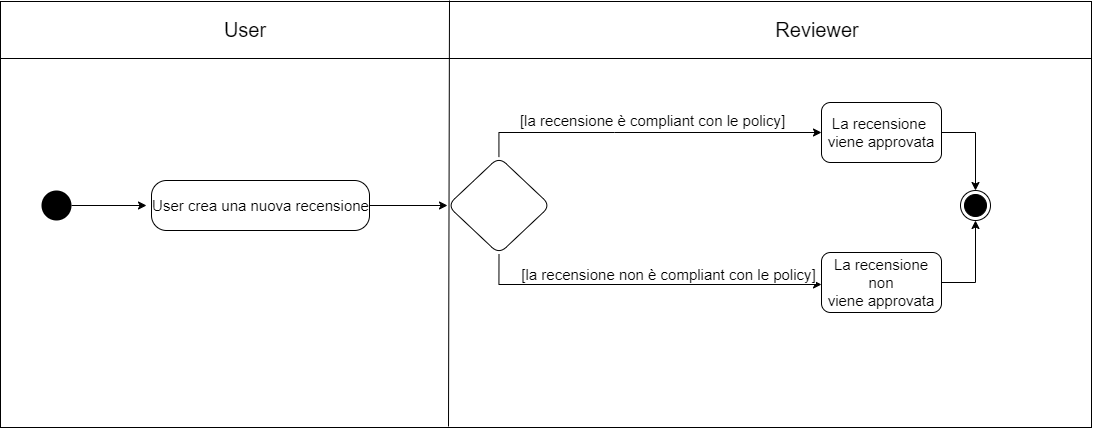 User
Reviewer
[la recensione è compliant con le policy]
La recensione
viene approvata
User crea una nuova recensione
[la recensione non è compliant con le policy]
La recensione
non
viene approvata